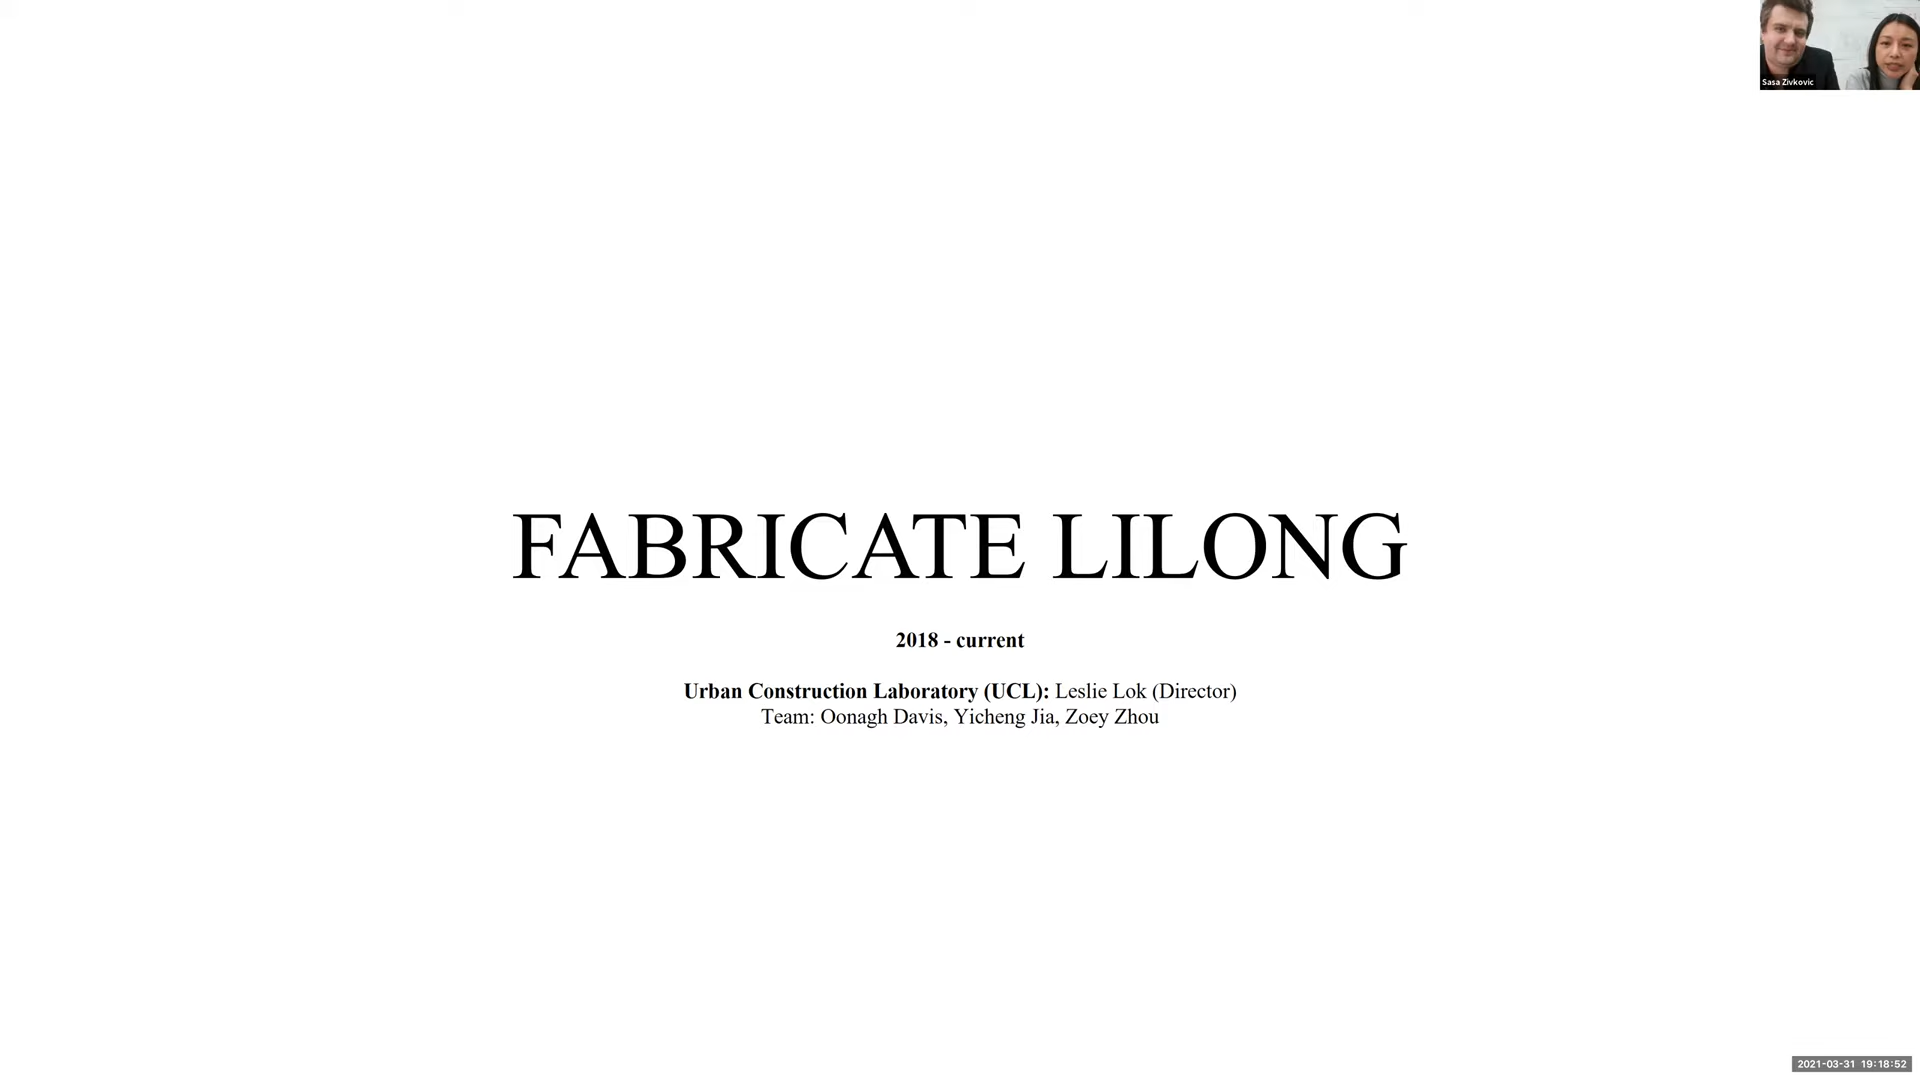 Sasa Zivkovic
FABRICATE LILONG
2018 - current
Urban Construction Laboratory (UCL): Leslie Lok (Director)
Team: Oonagh Davis, Yicheng Jia, Zoey Zhou
2021-03-31 19:18:52